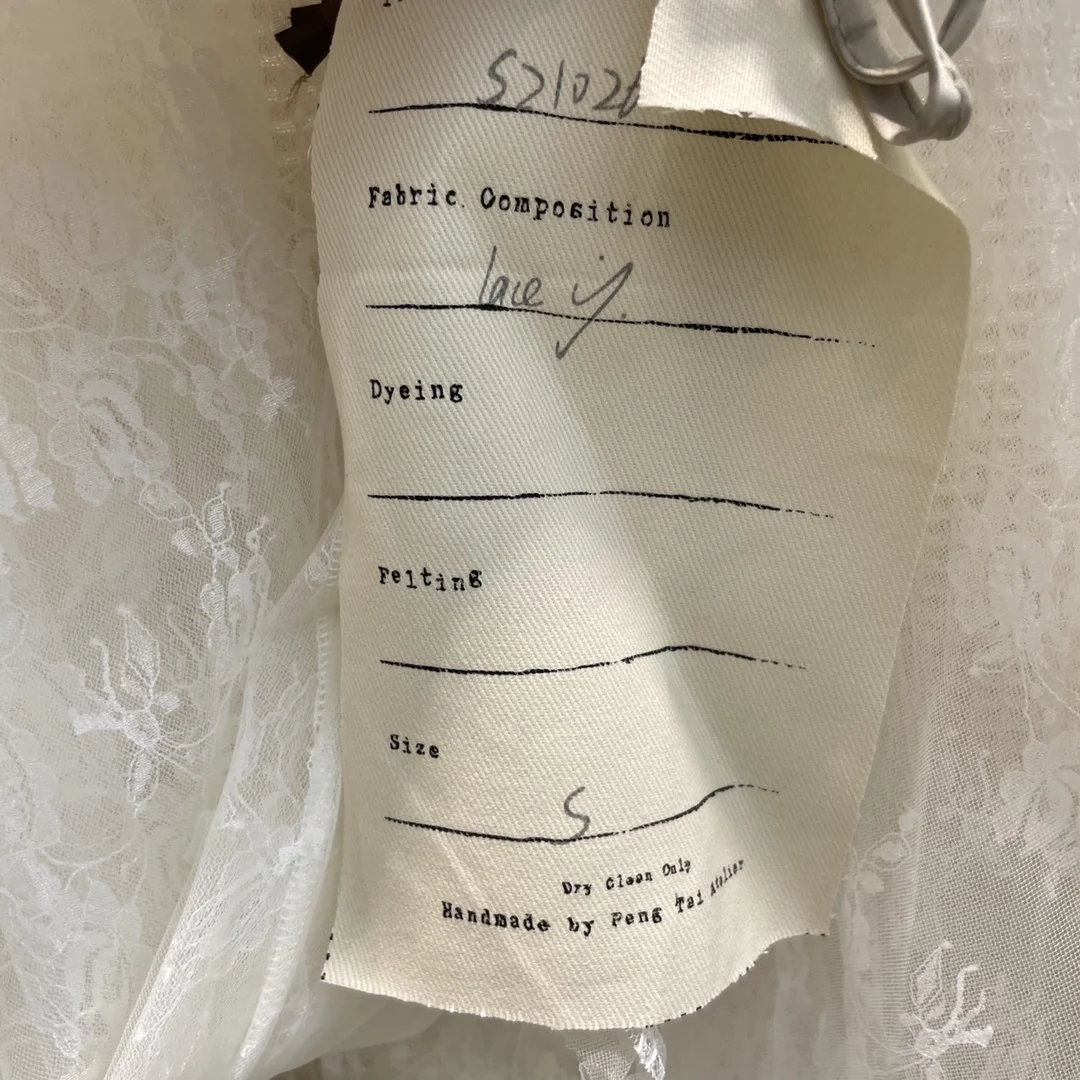 S21026
Fabric Composition
lace
Dyeing
Felting
Size
S
Dry Clean Only
Handmade by Peng Tai Atelier